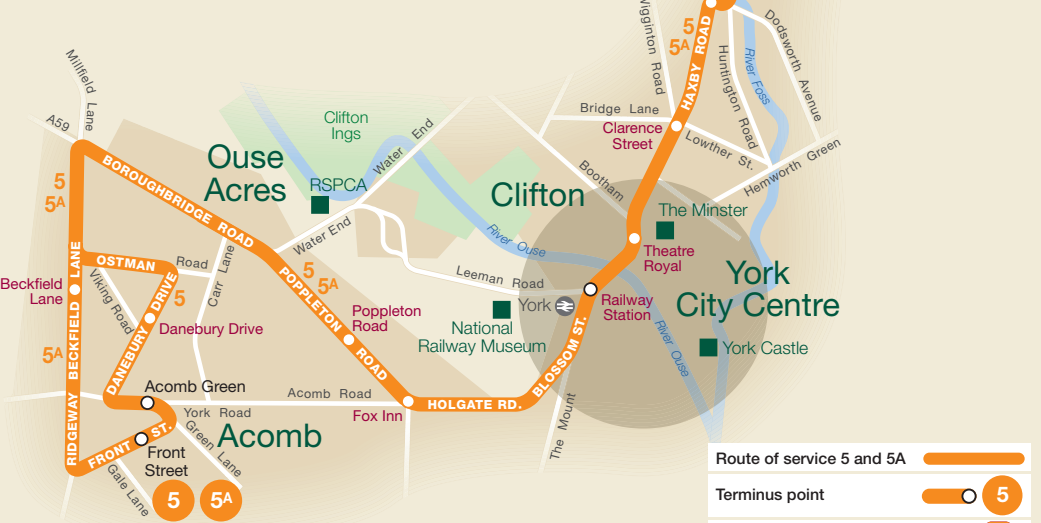 Millfield Lane
A59
5
5A
BOROUGHBRIDGE ROAD
Ouse
Acres
RSPCA
Clifton
Ings
Water End
Water End
Clifton
Bootham
Bridge Lane
Wigginton Road
5
5A
HAXBY ROAD
Huntington Road
River Foss
Dodsworth Avenue
Clarence
Street
Lowther St.
Hemworth Green
The Minster
Theatre
Royal
York
City Centre
River Ouse
Leeman Road
York
Railway
Station
National
Railway Museum
York Castle
River Ouse
OSTMAN
Road
Carr Lane
Viking Road
Beckfield
Lane
BECKFIELD LANE
5
DANEBURY DRIVE
Danebury Drive
5
5A
POPPLETON ROAD
Poppleton
Road
5A
RIDGEWAY
Acomb Green
Acomb Road
York Road
Fox Inn
HOLGATE RD.
BLOSSOM ST.
The Mount
Acomb
Green Lane
FRONT ST.
Front
Street
Gale Lane
5
5A
Route of service 5 and 5A
Terminus point
5